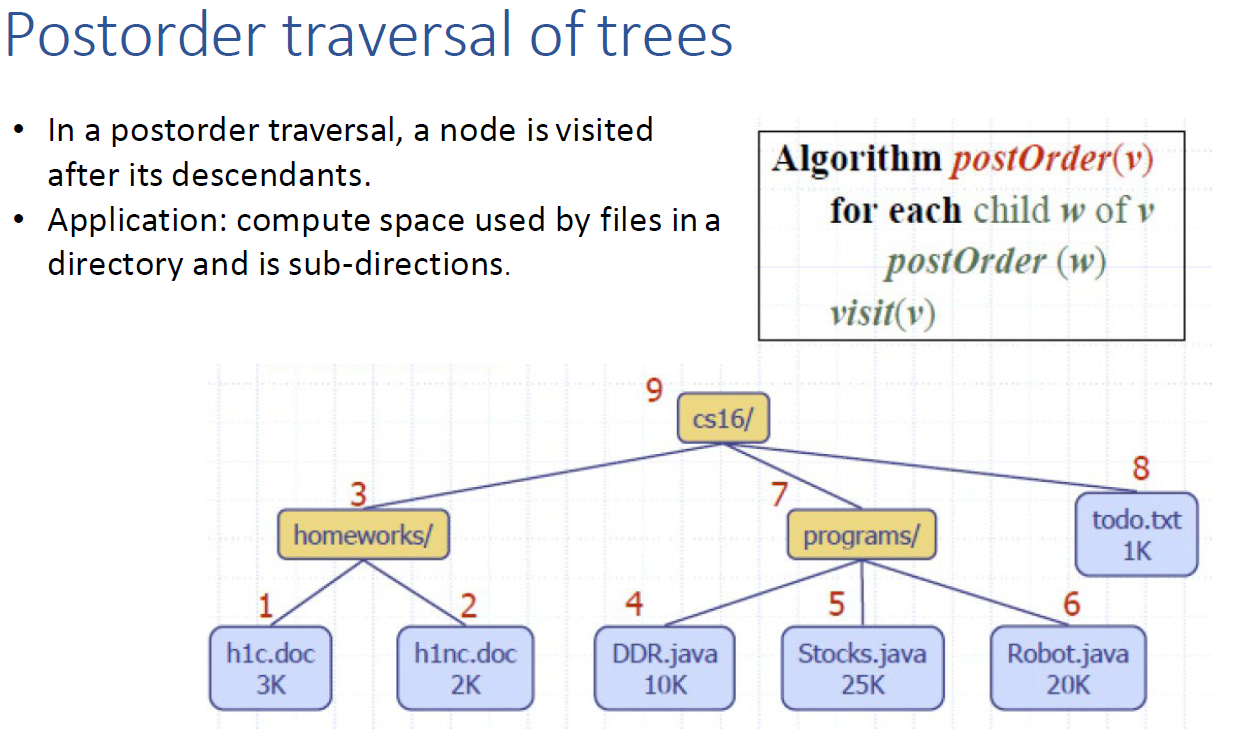 Postorder traversal of trees
• In a postorder traversal, a node is visited
after its descendants.
• Application: compute space used by files in a
directory and is sub-directions.
Algorithm postOrder(v)
for each child w of v
postOrder (w)
visit(v)
9
cs16/
3
homeworks/
7
programs/
8
todo.txt
1K
1
h1c.doc
3K
2
h1nc.doc
2K
4
DDR.java
10K
5
Stocks.java
25K
6
Robot.java
20K